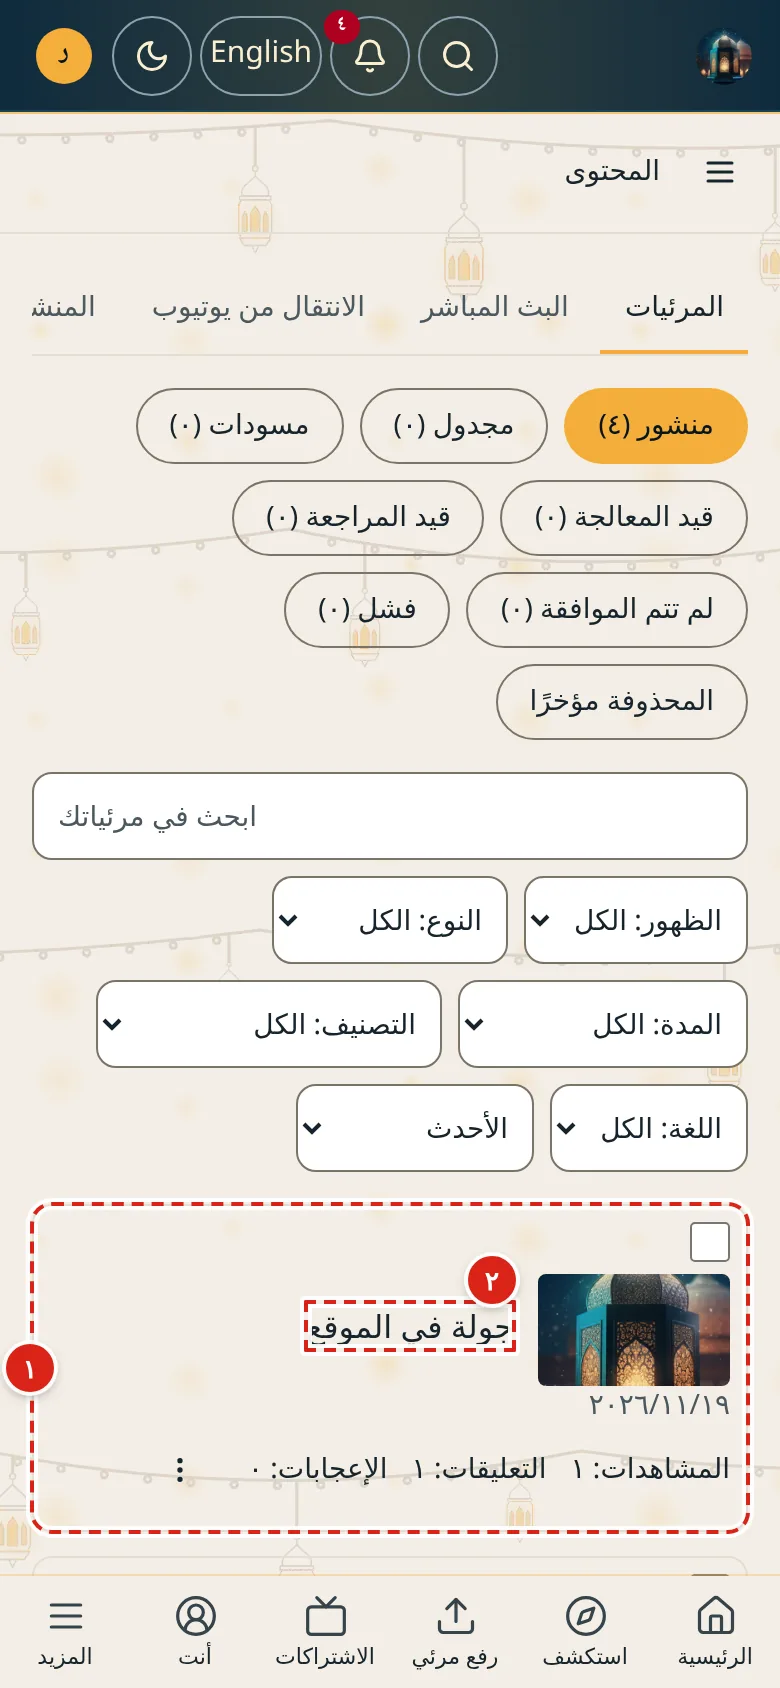 ٤
English
ر
المحتوى
المرئيات
البث المباشر
الانتقال من يوتيوب
المنش
منشور (٤)
مجدول (٠)
مسودات (٠)
قيد المعالجة (٠)
قيد المراجعة (٠)
لم تتم الموافقة (٠)
فشل (٠)
المحذوفة مؤخرًا
ابحث في مرئياتك
الظهور: الكل
النوع: الكل
المدة: الكل
التصنيف: الكل
اللغة: الكل
الأحدث
١
٢
جولة في الموقع
٢٠٢٦/١١/١٩
المشاهدات: ١ التعليقات: ١ الإعجابات: ٠
الرئيسية
استكشف
رفع مرئي
الاشتراكات
أنت
المزيد